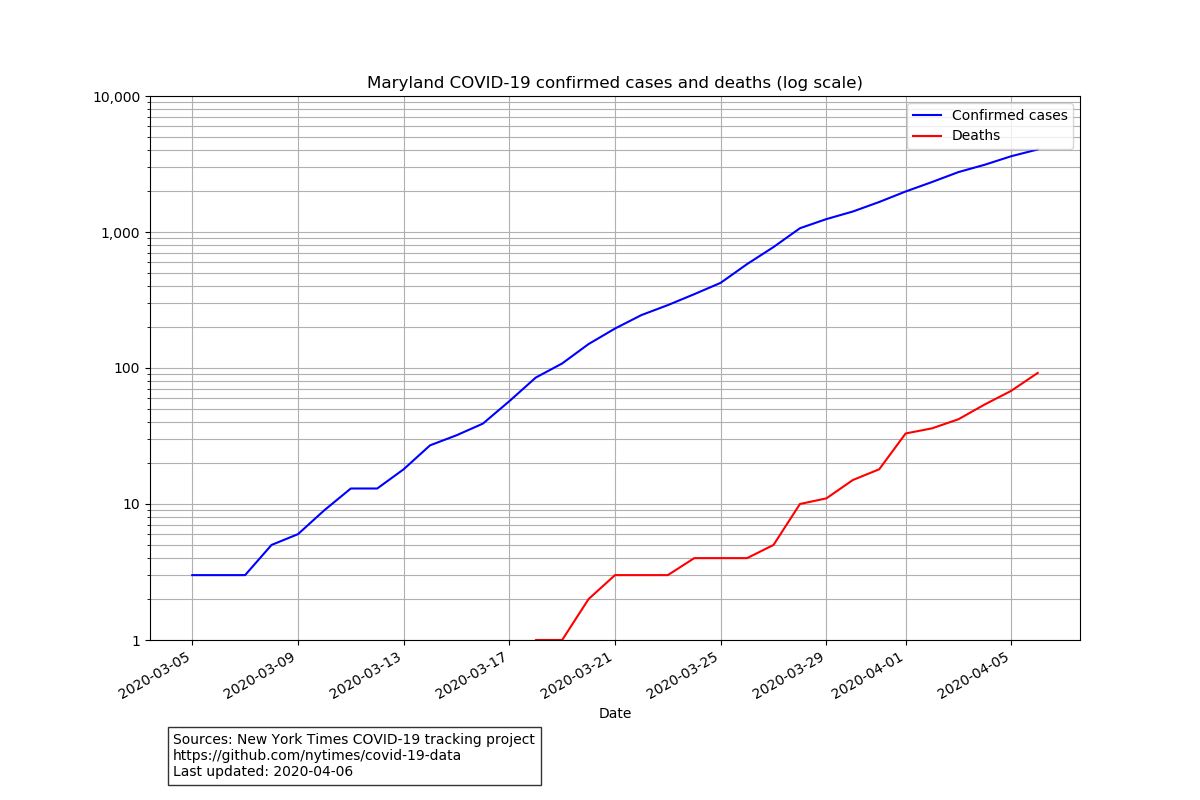 Maryland COVID-19 confirmed cases and deaths (log scale)
10,000
1,000
100
10
1
Confirmed cases
Deaths
2020-03-05
2020-03-09
2020-03-13
2020-03-17
2020-03-21
2020-03-25
2020-03-29
2020-04-01
2020-04-05
Date
Sources: New York Times COVID-19 tracking project
https://github.com/nytimes/covid-19-data
Last updated: 2020-04-06